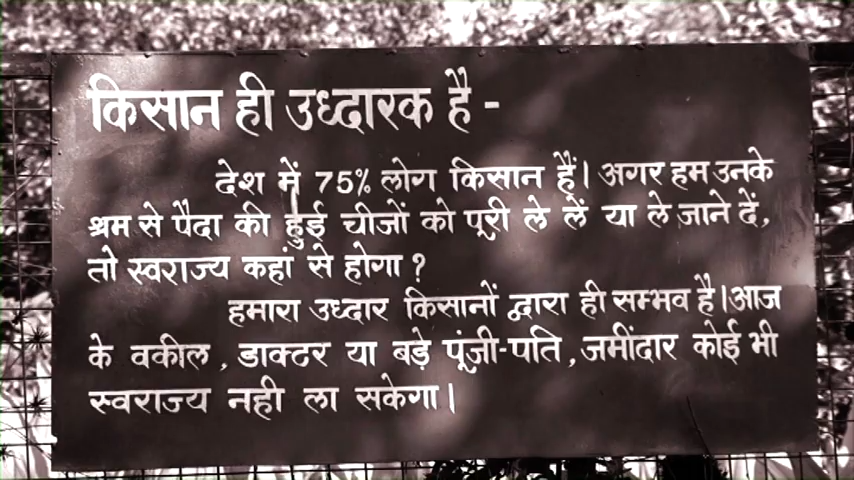 किसान ही उध्दारक है -
देश में 75% लोग किसान हैं। अगर हम उनके
श्रम से पैदा की हुई चीजों को पूरी ले लें या ले जाने दें,
तो स्वराज्य कहां से होगा ?
हमारा उध्दार किसानों द्वारा ही सम्भव है।आज
के वकील , डाक्टर या बड़े पूंजी-पति , जमींदार कोई भी
स्वराज्य नही ला सकेगा।